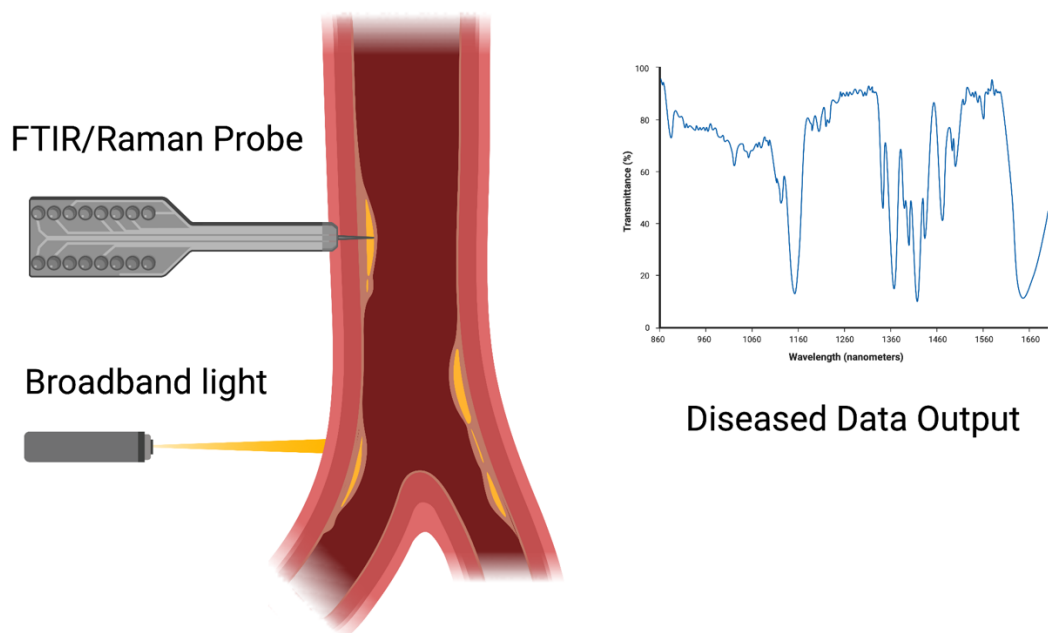 FTIR/Raman Probe
Broadband light
100
80
60
40
20
0
Transmittance (%)
860 960 1060 1160 1260 1360 1460 1560 1660
Wavelength (nanometers)
Diseased Data Output